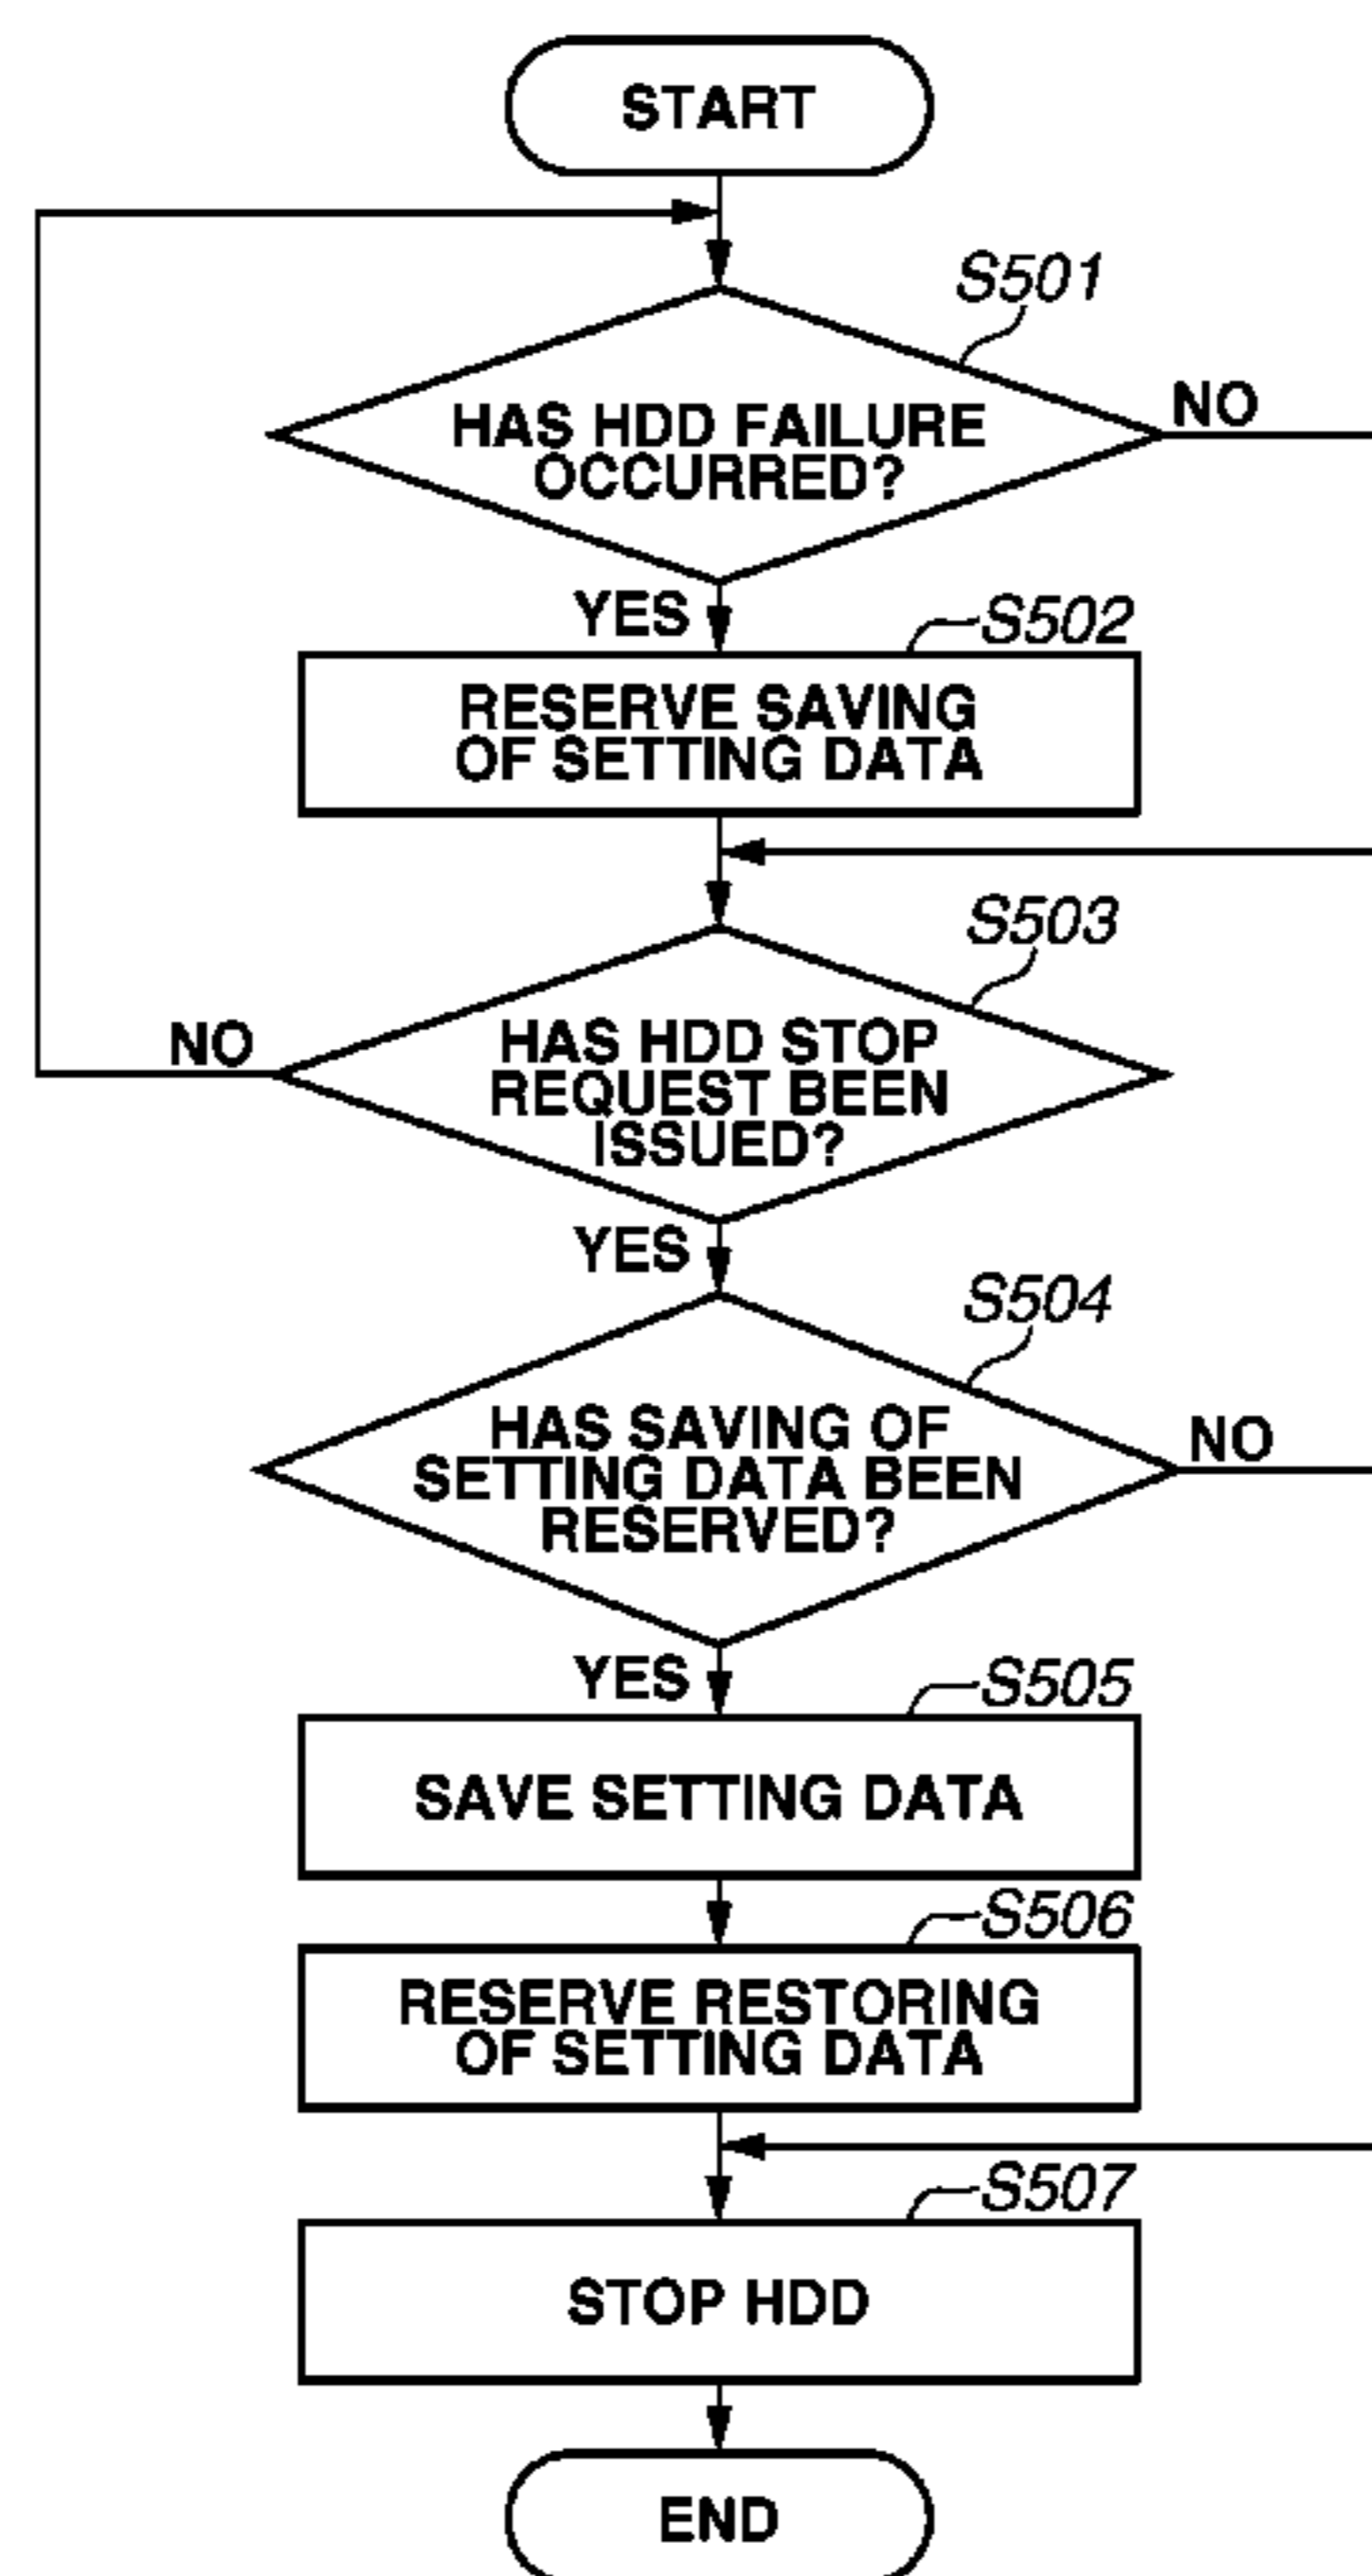 START
S501
HAS HDD FAILURE
OCCURRED?
NO
YES
S502
RESERVE SAVING
OF SETTING DATA
S503
HAS HDD STOP
REQUEST BEEN
ISSUED?
NO
YES
S504
HAS SAVING OF
SETTING DATA BEEN
RESERVED?
NO
YES
S505
SAVE SETTING DATA
S506
RESERVE RESTORING
OF SETTING DATA
S507
STOP HDD
END